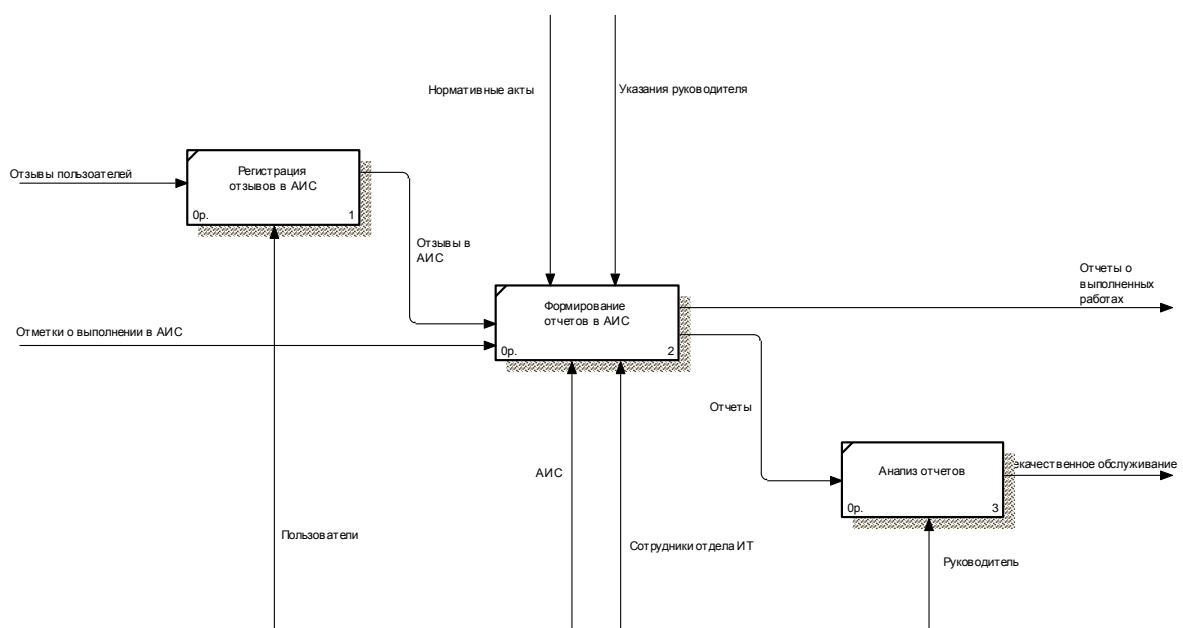 Нормативные акты
Указания руководителя
Отзывы пользоателей
Регистрация
отзывов в АИС
0р.
1
Отзывы в
АИС
Отчеты о
выполненных
работах
Формирование
отчетов в АИС
0р.
2
Отметки о выполнении в АИС
Отчеты
Анализ отчетов
0р.
3
екачественное обслуживание
АИС
Пользователи
Сотрудники отдела ИТ
Руководитель